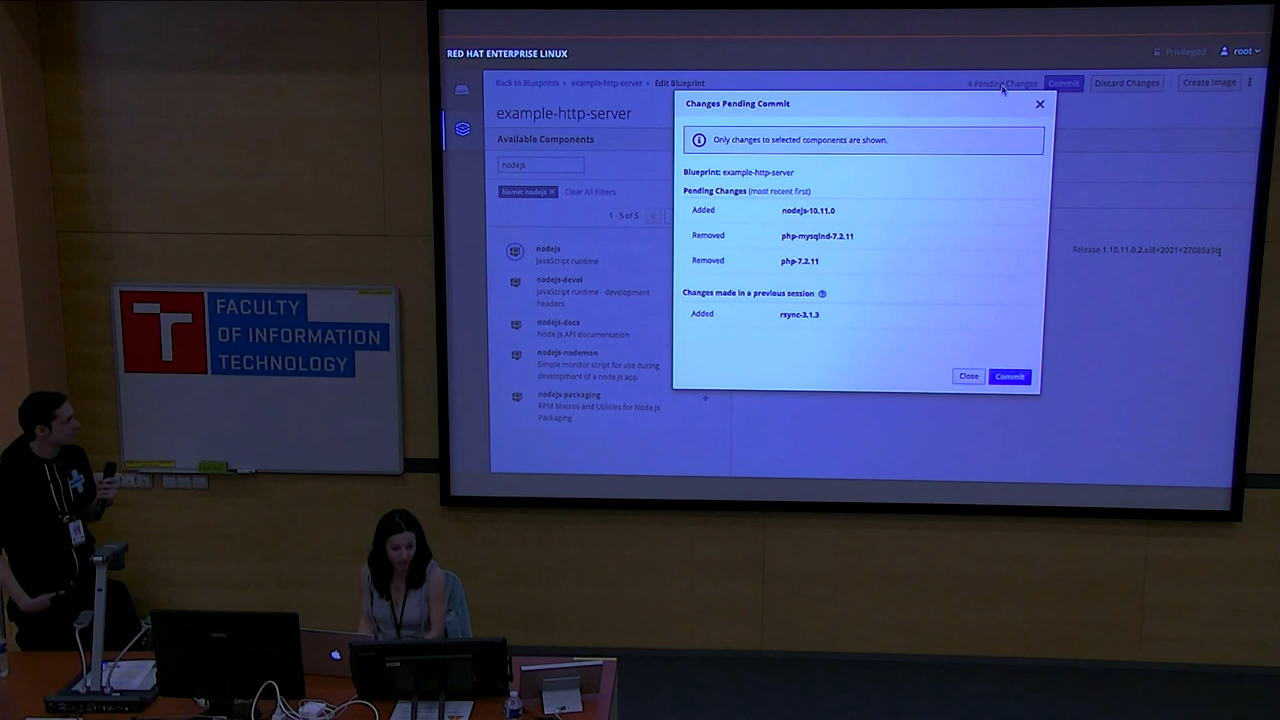 RED HAT ENTERPRISE LINUX
Privileged
root
Back to Blueprints
example-http-server
Edit Blueprint
4 Pending Changes
Commit
Discard Changes
Create Image
example-http-server
Available Components
nodejs
Name: nodejs
Clear All Filters
1 - 5 of 5
nodejs
JavaScript runtime
nodejs-devel
JavaScript runtime - development
headers
nodejs-docs
Node.js API documentation
nodejs-nodemon
Simple monitor script for use during
development of a node.js app
nodejs-packaging
RPM Macros and Utilities for Node.js
Packaging
Changes Pending Commit
Only changes to selected components are shown.
Blueprint: example-http-server
Pending Changes (most recent first)
Added nodejs-10.11.0
Removed php-mysqlnd-7.2.11
Removed php-7.2.11
Changes made in a previous session
Added rsync-3.1.3
Close
Commit
Release
FACULTY
OF INFORMATION
TECHNOLOGY